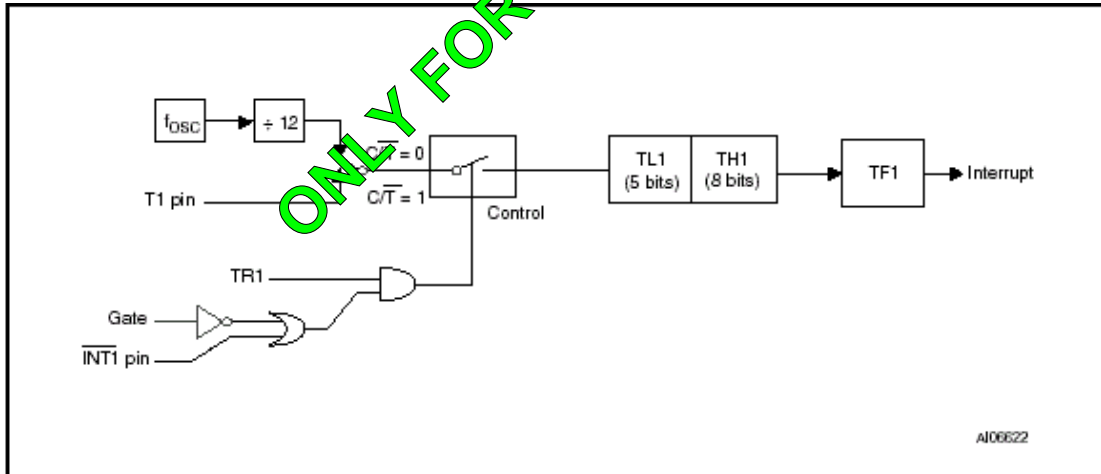 ONLY FOR
fOSC
÷ 12
C/T̅ = 0
C/T̅ = 1
T1 pin
Control
TL1
(5 bits)
TH1
(8 bits)
TF1
Interrupt
TR1
Gate
I̅N̅T̅1̅ pin
AI06622